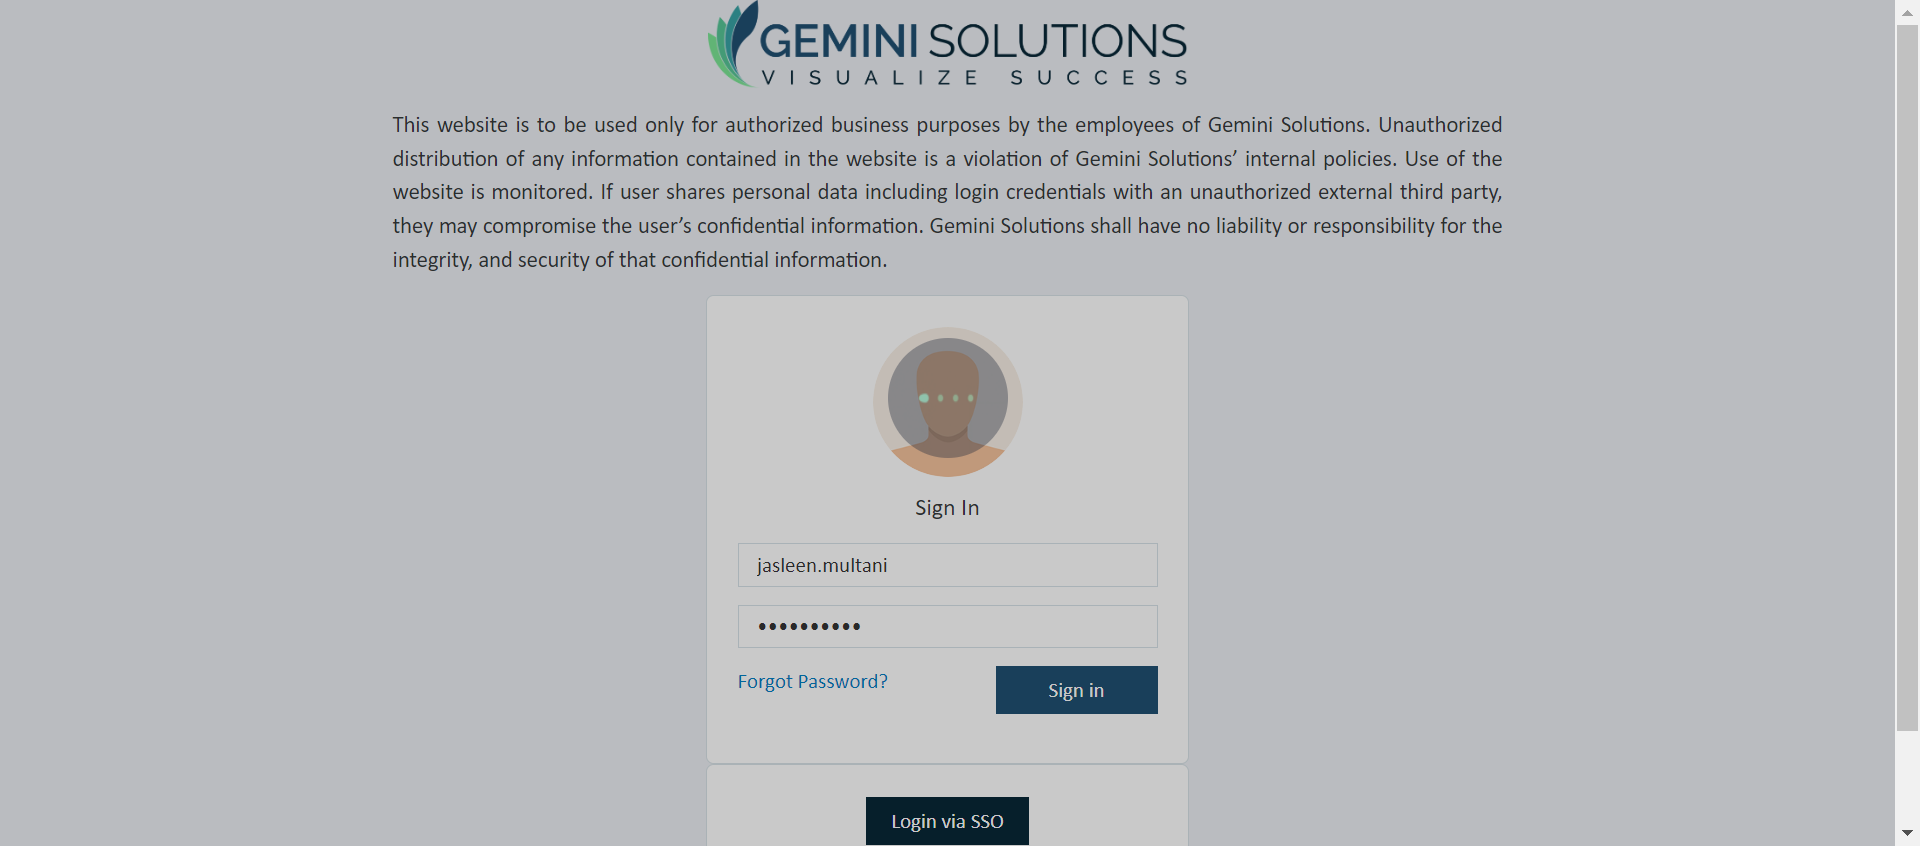 GEMINI SOLUTIONS
VISUALIZE SUCCESS
This website is to be used only for authorized business purposes by the employees of Gemini Solutions. Unauthorized
distribution of any information contained in the website is a violation of Gemini Solutions’ internal policies. Use of the
website is monitored. If user shares personal data including login credentials with an unauthorized external third party,
they may compromise the user’s confidential information. Gemini Solutions shall have no liability or responsibility for the
integrity, and security of that confidential information.
Sign In
jasleen.multani
••••••••••
Forgot Password?
Sign in
Login via SSO